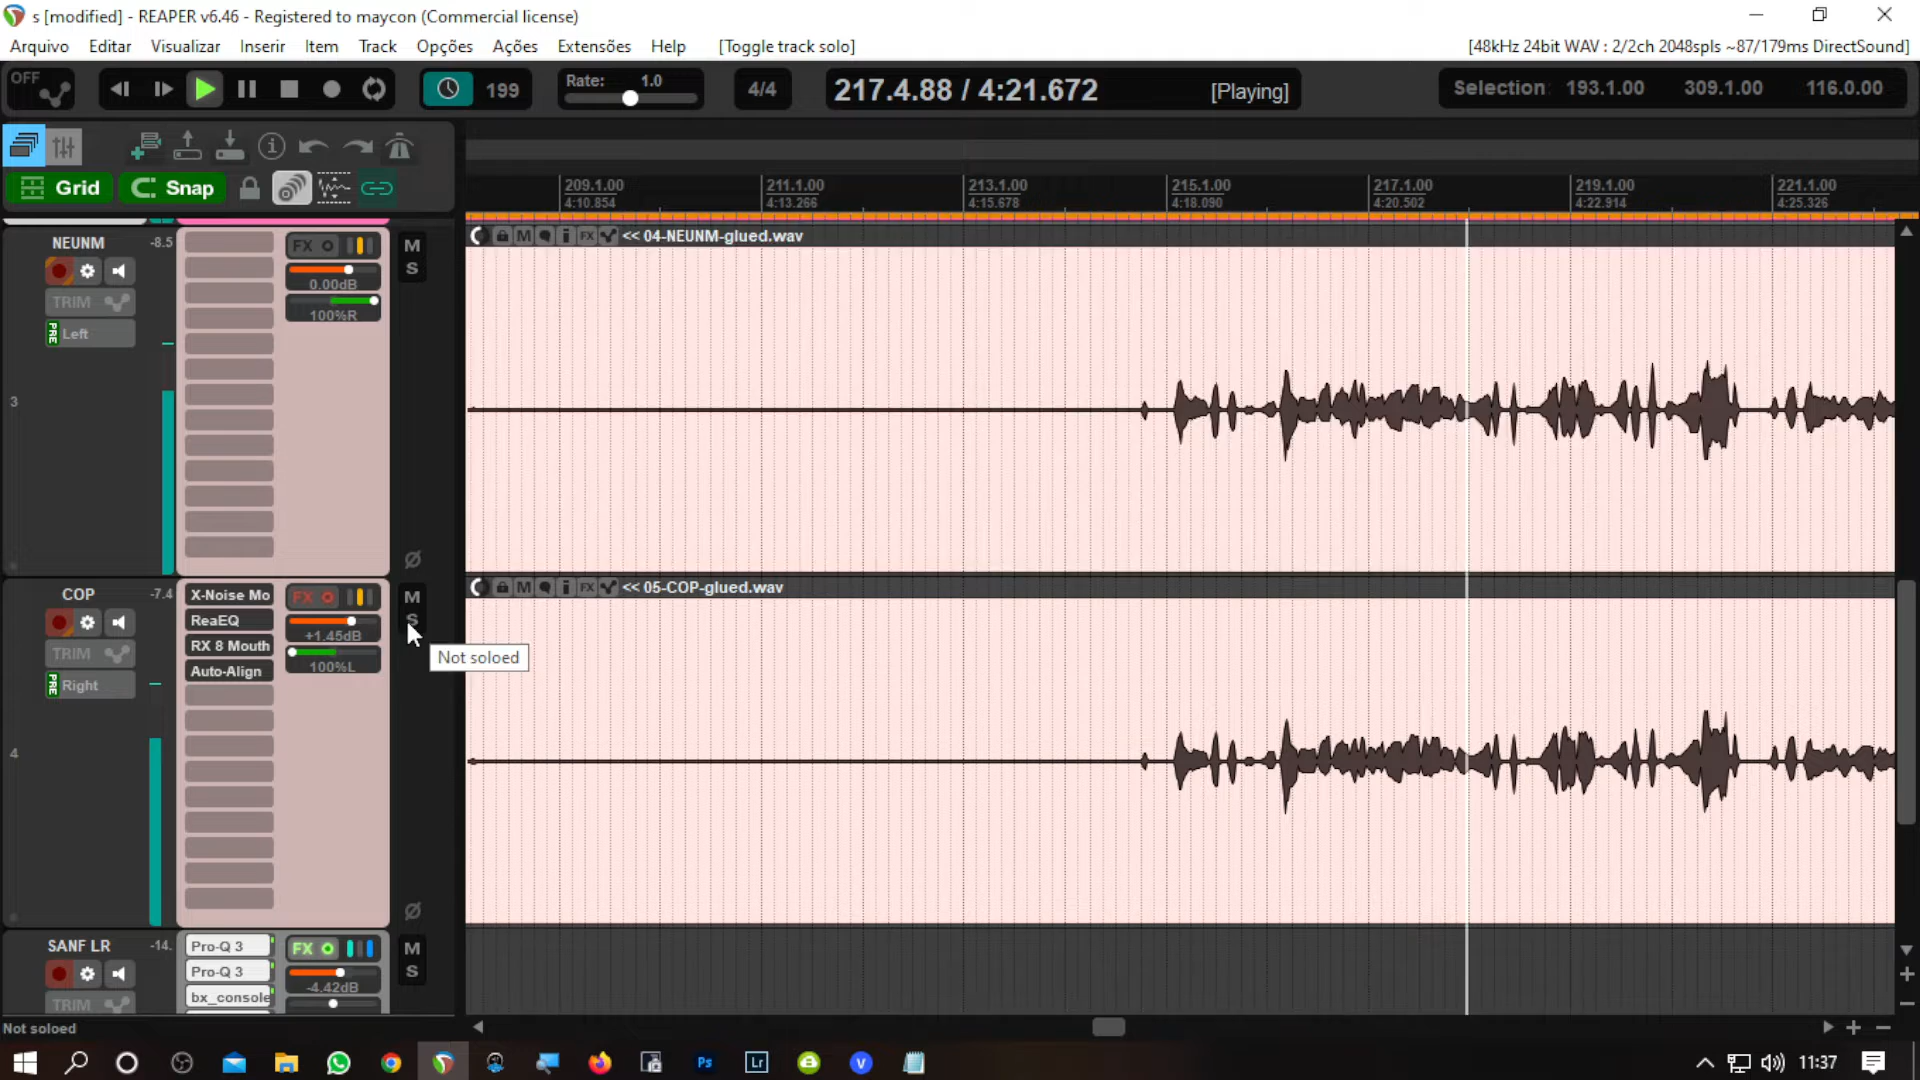 s [modified] - REAPER v6.46 - Registered to maycon (Commercial license)
Arquivo Editar Visualizar Inserir Item Track Opções Ações Extensões Help [Toggle track solo] [48kHz 24bit WAV : 2/2ch 2048spls ~87/179ms DirectSound]
OFF 199 Rate: 1.0 4/4 217.4.88 / 4:21.672 [Playing] Selection 193.1.00 309.1.00 116.0.00
Grid Snap
209.1.00 211.1.00 213.1.00 215.1.00 217.1.00 219.1.00 221.1.00
4:10.854 4:13.266 4:15.678 4:18.090 4:20.502 4:22.914 4:25.326
NEUNM -8.5 FX M M FX << 04-NEUNM-glued.wav
S
0.00dB
TRIM
100%R
PRE Left
3
Ø
COP -7.4 X-Noise Mo FX M M FX << 05-COP-glued.wav
ReaEQ S
+1.45dB
TRIM RX 8 Mouth
Not soloed
100%L
Auto-Align
PRE Right
4
Ø
SANF LR -14. Pro-Q 3 FX M
Pro-Q 3 S
-4.42dB
TRIM bx_console
Not soloed
Ps Lr V 11:37